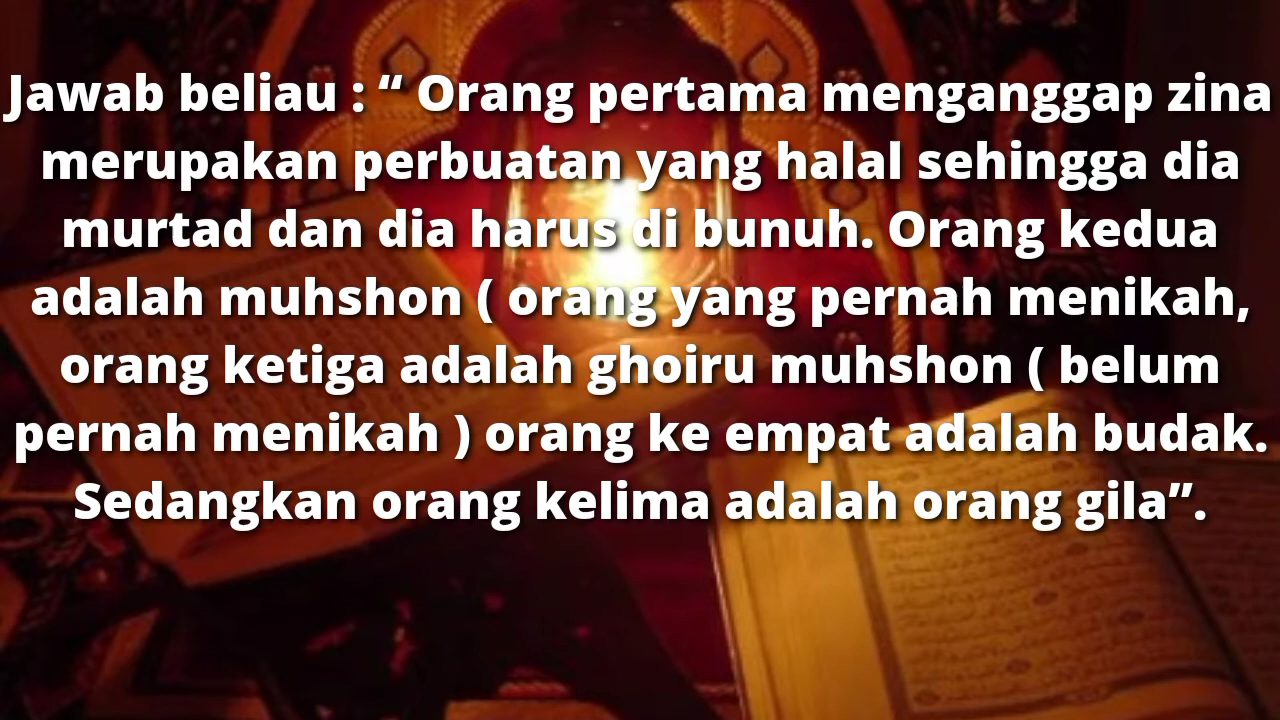 Jawab beliau : “ Orang pertama menganggap zina
merupakan perbuatan yang halal sehingga dia
murtad dan dia harus di bunuh. Orang kedua
adalah muhshon ( orang yang pernah menikah,
orang ketiga adalah ghoiru muhshon ( belum
pernah menikah ) orang ke empat adalah budak.
Sedangkan orang kelima adalah orang gila”.